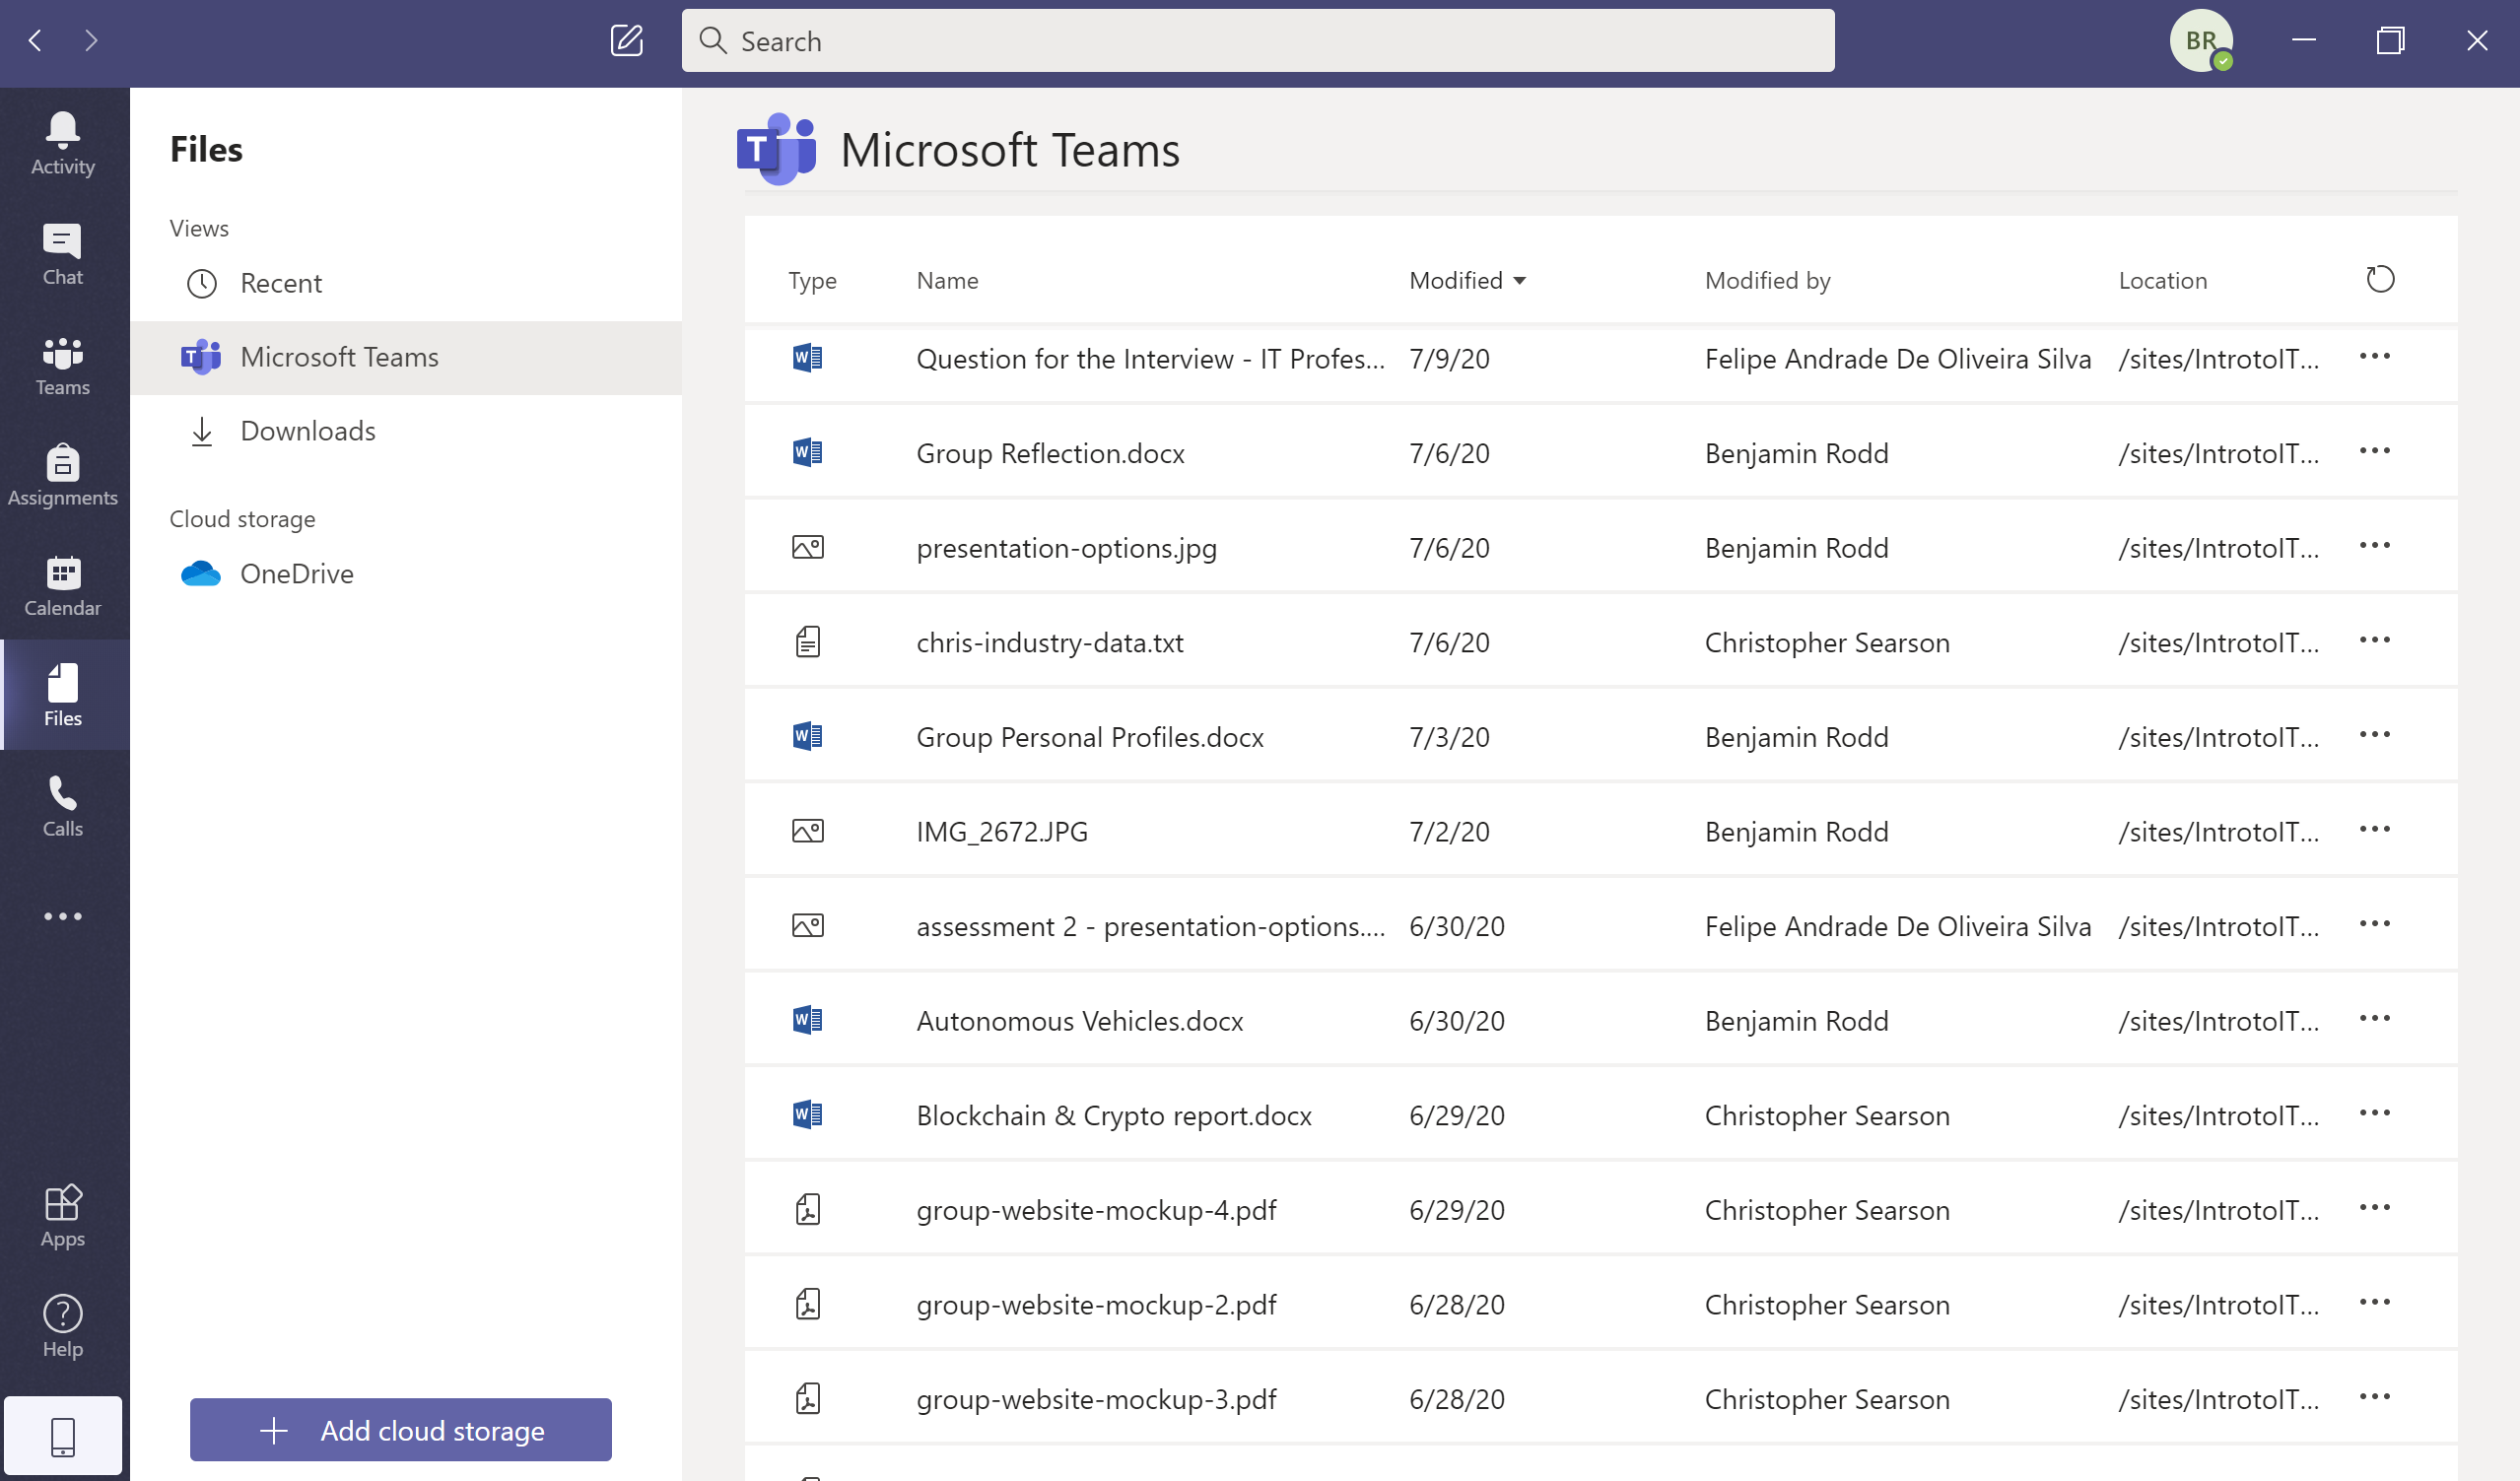 Search
BR
Activity
Chat
Teams
Assignments
Calendar
Files
Calls
Apps
Help
Files
Views
Recent
Microsoft Teams
Downloads
Cloud storage
OneDrive
Add cloud storage
Microsoft Teams
Type Name Modified Modified by Location
Question for the Interview - IT Profes... 7/9/20 Felipe Andrade De Oliveira Silva /sites/IntrotoIT...
Group Reflection.docx 7/6/20 Benjamin Rodd /sites/IntrotoIT...
presentation-options.jpg 7/6/20 Benjamin Rodd /sites/IntrotoIT...
chris-industry-data.txt 7/6/20 Christopher Searson /sites/IntrotoIT...
Group Personal Profiles.docx 7/3/20 Benjamin Rodd /sites/IntrotoIT...
IMG_2672.JPG 7/2/20 Benjamin Rodd /sites/IntrotoIT...
assessment 2 - presentation-options.... 6/30/20 Felipe Andrade De Oliveira Silva /sites/IntrotoIT...
Autonomous Vehicles.docx 6/30/20 Benjamin Rodd /sites/IntrotoIT...
Blockchain & Crypto report.docx 6/29/20 Christopher Searson /sites/IntrotoIT...
group-website-mockup-4.pdf 6/29/20 Christopher Searson /sites/IntrotoIT...
group-website-mockup-2.pdf 6/28/20 Christopher Searson /sites/IntrotoIT...
group-website-mockup-3.pdf 6/28/20 Christopher Searson /sites/IntrotoIT...